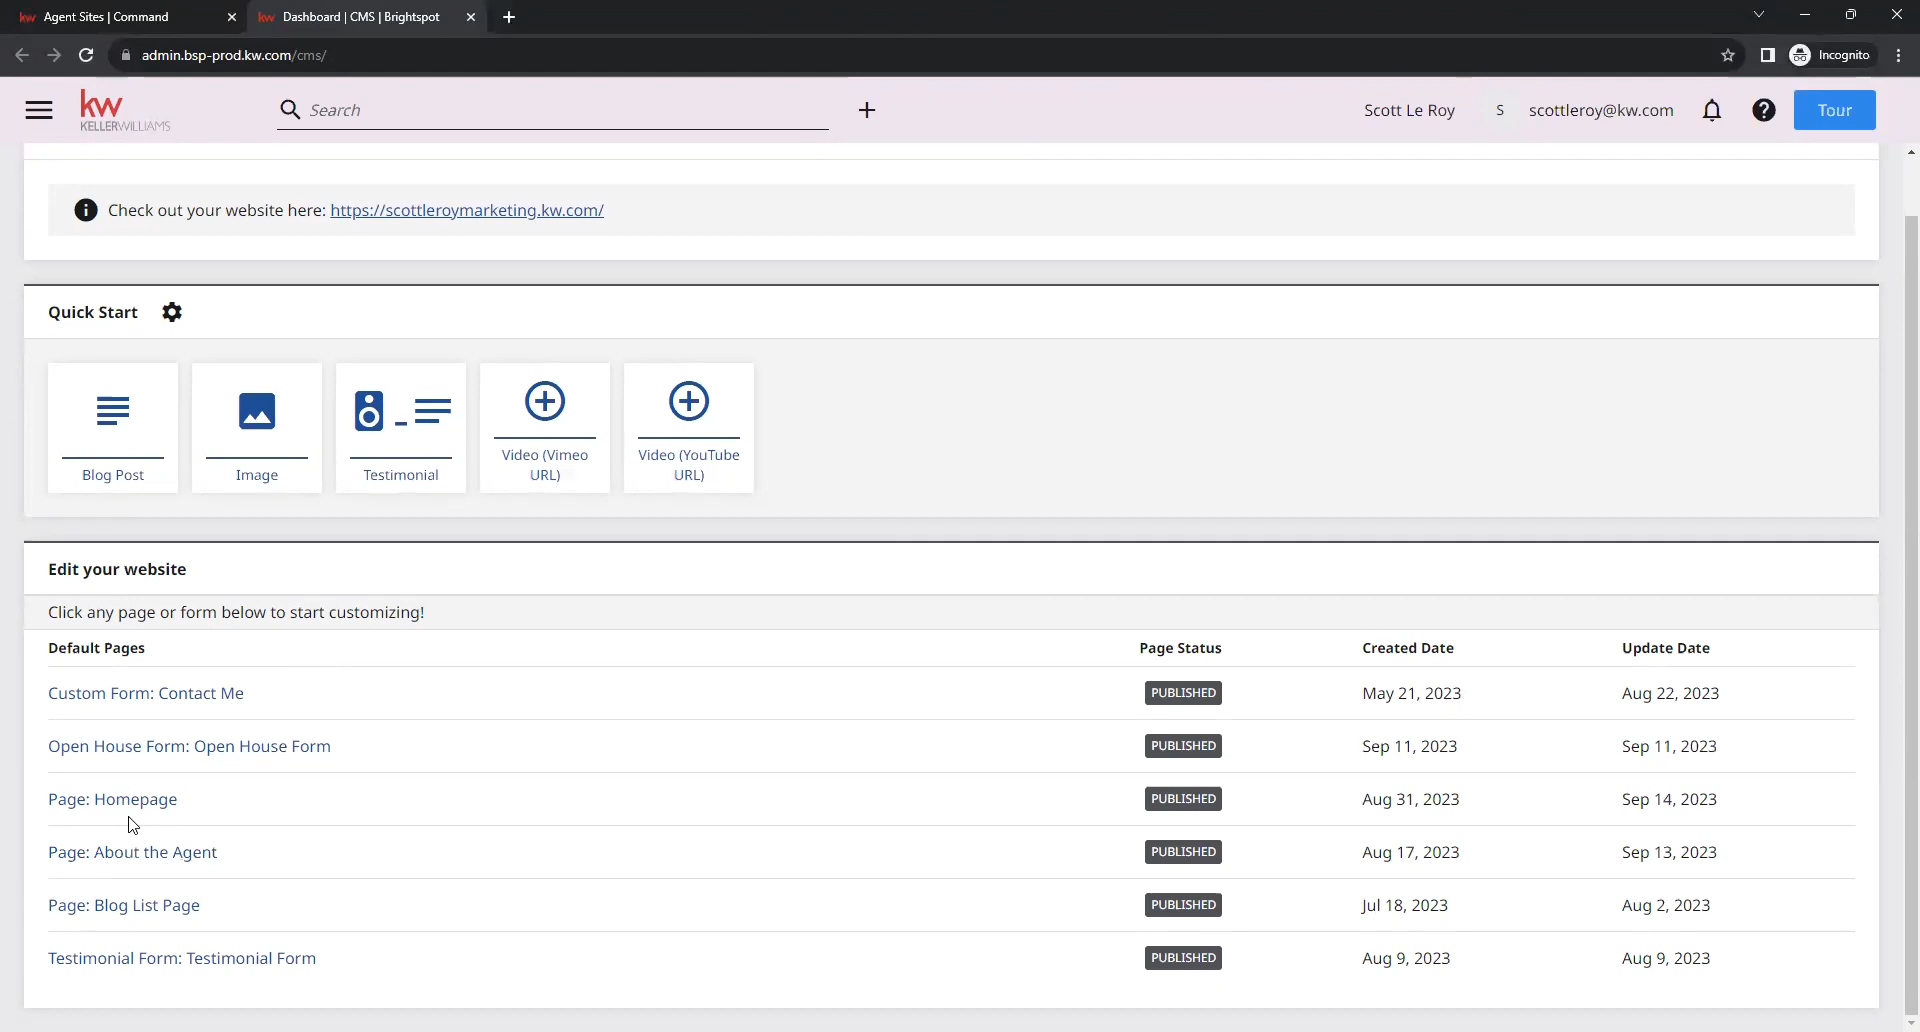 kw Agent Sites | Command
kw Dashboard | CMS | Brightspot
admin.bsp-prod.kw.com/cms/
Incognito
kw
KELLERWILLIAMS
Search
Scott Le Roy
S
scottleroy@kw.com
Tour
Check out your website here: https://scottleroymarketing.kw.com/
Quick Start
Blog Post
Image
Testimonial
Video (Vimeo
URL)
Video (YouTube
URL)
Edit your website
Click any page or form below to start customizing!
Default Pages Page Status Created Date Update Date
Custom Form: Contact Me PUBLISHED May 21, 2023 Aug 22, 2023
Open House Form: Open House Form PUBLISHED Sep 11, 2023 Sep 11, 2023
Page: Homepage PUBLISHED Aug 31, 2023 Sep 14, 2023
Page: About the Agent PUBLISHED Aug 17, 2023 Sep 13, 2023
Page: Blog List Page PUBLISHED Jul 18, 2023 Aug 2, 2023
Testimonial Form: Testimonial Form PUBLISHED Aug 9, 2023 Aug 9, 2023